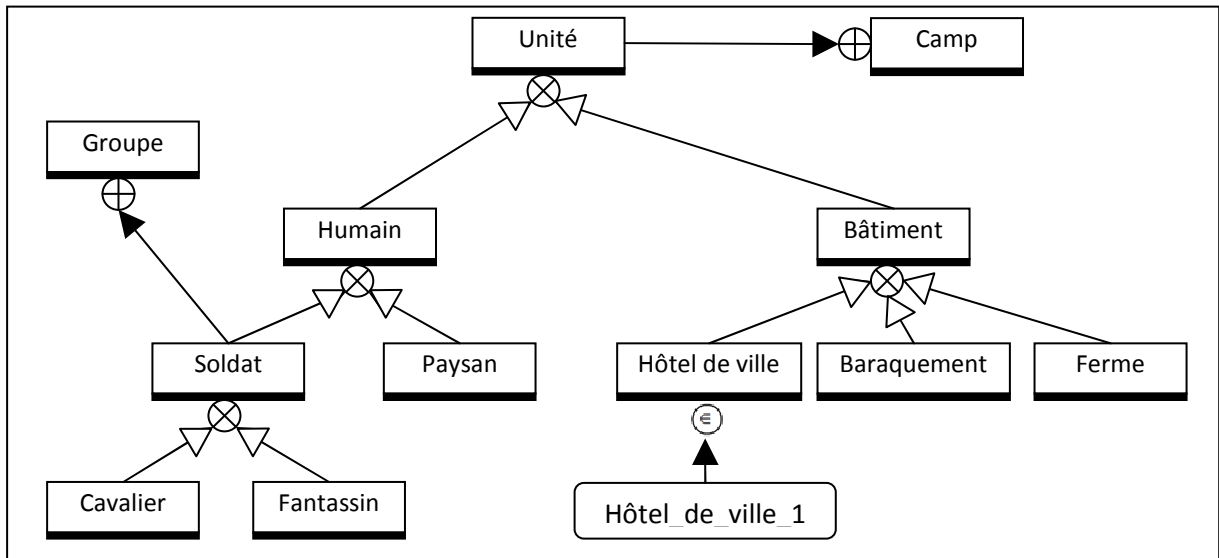 Unité
Camp
Groupe
Humain
Bâtiment
Soldat
Paysan
Hôtel de ville
Baraquement
Ferme
€
Cavalier
Fantassin
Hôtel_de_ville_1